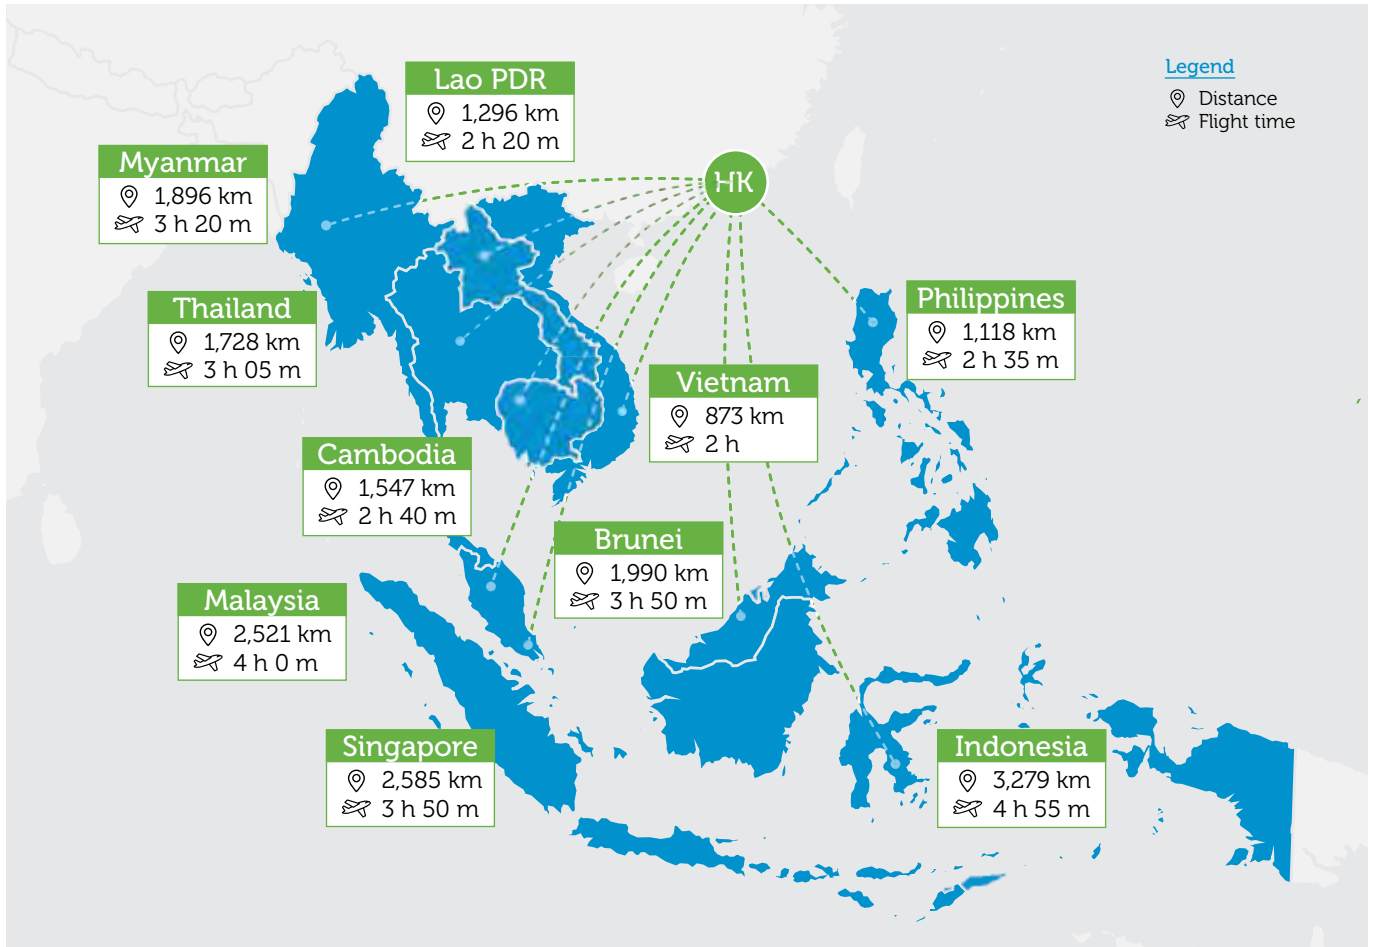 Legend
Distance
Flight time
Lao PDR
1,296 km
2 h 20 m
HK
Myanmar
1,896 km
3 h 20 m
Thailand
1,728 km
3 h 05 m
Philippines
1,118 km
2 h 35 m
Vietnam
873 km
2 h
Cambodia
1,547 km
2 h 40 m
Brunei
1,990 km
3 h 50 m
Malaysia
2,521 km
4 h 0 m
Singapore
2,585 km
3 h 50 m
Indonesia
3,279 km
4 h 55 m